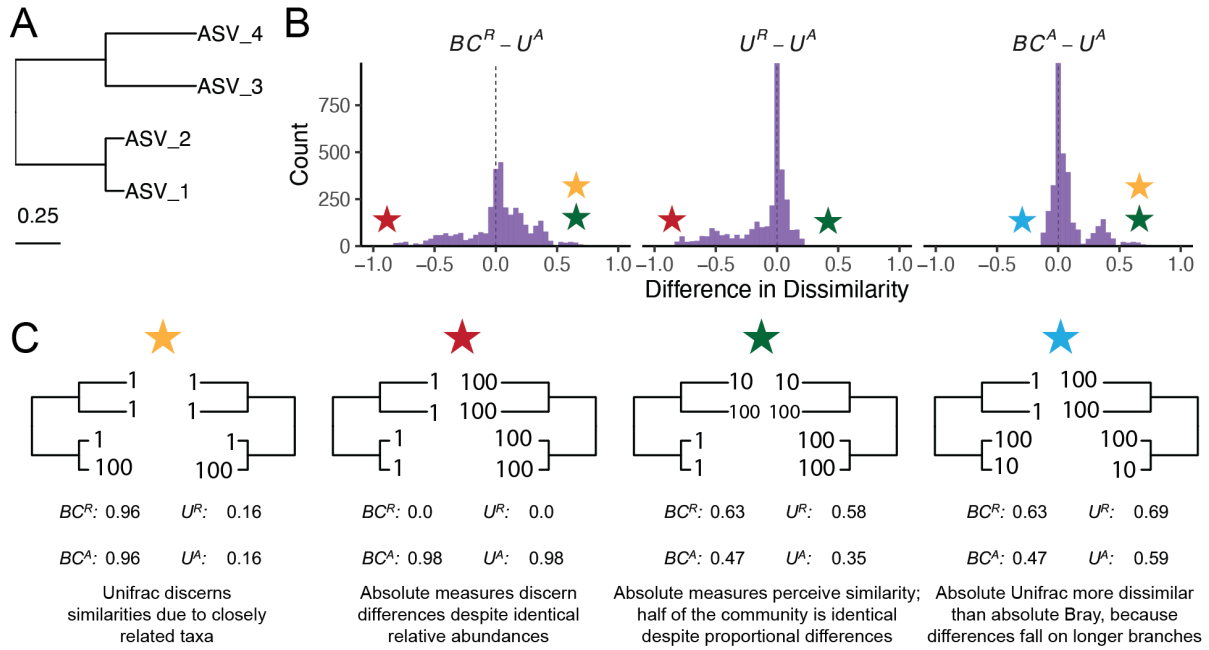 A
ASV_4
ASV_3
ASV_2
ASV_1
0.25
B
BC^R – U^A
U^R – U^A
BC^A – U^A
Count
750
500
250
0
−1.0 −0.5 0.0 0.5 1.0
−1.0 −0.5 0.0 0.5 1.0
−1.0 −0.5 0.0 0.5 1.0
Difference in Dissimilarity
C
1 1
1 1
1 1
100 100
BC^R: 0.96 U^R: 0.16
BC^A: 0.96 U^A: 0.16
Unifrac discerns
similarities due to closely
related taxa
1 100
1 100
1 100
1 100
BC^R: 0.0 U^R: 0.0
BC^A: 0.98 U^A: 0.98
Absolute measures discern
differences despite identical
relative abundances
10 10
100 100
1 100
1 100
BC^R: 0.63 U^R: 0.58
BC^A: 0.47 U^A: 0.35
Absolute measures perceive similarity;
half of the community is identical
despite proportional differences
1 100
1 100
100 100
10 10
BC^R: 0.63 U^R: 0.69
BC^A: 0.47 U^A: 0.59
Absolute Unifrac more dissimilar
than absolute Bray, because
differences fall on longer branches